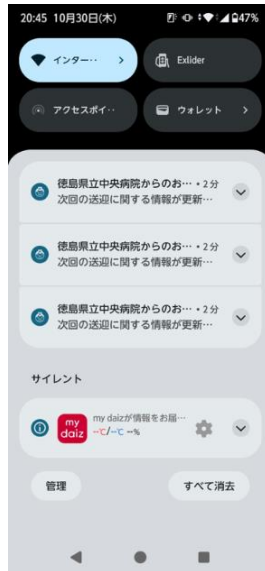 20:45 10月30日(木)
47%
インター‥
Exlider
アクセスポイ‥
ウォレット
徳島県立中央病院からのお… • 2分
次回の送迎に関する情報が更新…
徳島県立中央病院からのお… • 2分
次回の送迎に関する情報が更新…
徳島県立中央病院からのお… • 2分
次回の送迎に関する情報が更新…
サイレント
my daiz
my daizが情報をお届…
--℃/--℃ --%
管理
すべて消去